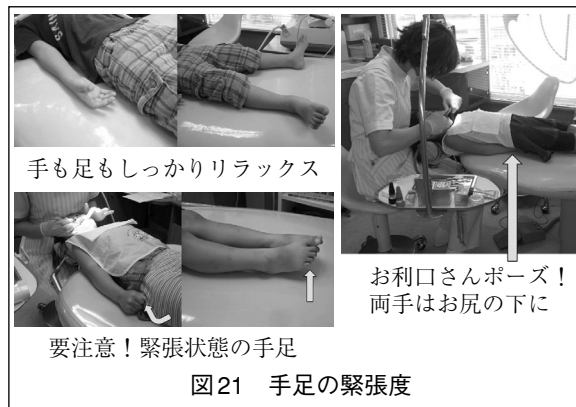 手も足もしっかりリラックス
お利口さんポーズ！
両手はお尻の下に
要注意！緊張状態の手足
図21　手足の緊張度